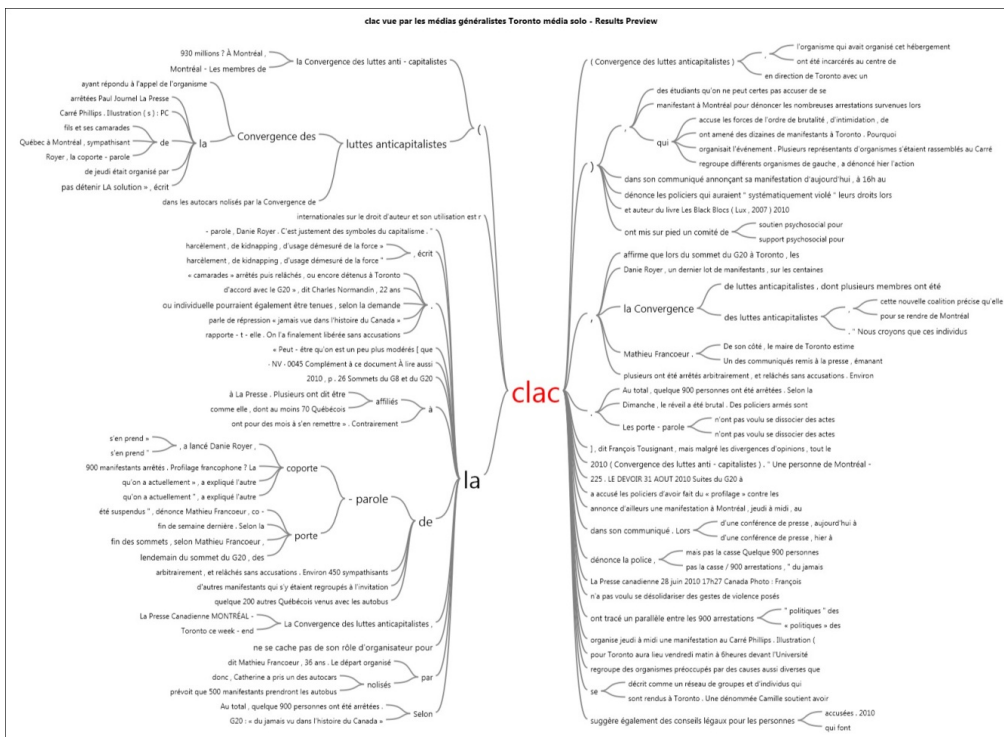 clac vue par les médias généralistes Toronto média solo - Results Preview
930 millions ? À Montréal ,
Montréal - Les membres de
la Convergence des luttes anti - capitalistes
ayant répondu à l'appel de l'organisme
arrêtées Paul Journel La Presse
Carré Phillips . Illustration ( s ) : PC
fils et ses camarades
Québec à Montréal , sympathisant
Royer , la coporte - parole
de
de jeudi était organisé par
pas détenir LA solution » , écrit
la
Convergence des
dans les autocars nolisés par la Convergence de
luttes anticapitalistes
(
internationales sur le droit d'auteur et son utilisation est r
- parole , Danie Royer . C'est justement des symboles du capitalisme . "
harcèlement , de kidnapping , d'usage démesuré de la force »
harcèlement , de kidnapping , d'usage démesuré de la force "
, écrit
« camarades » arrêtés puis relâchés , ou encore détenus à Toronto
d'accord avec le G20 » , dit Charles Normandin , 22 ans
ou individuelle pourraient également être tenues , selon la demande
parle de répression « jamais vue dans l'histoire du Canada »
rapporte - t - elle . On l'a finalement libérée sans accusations
.
« Peut - être qu'on est un peu plus modérés [ que
- NV - 0045 Complément à ce document À lire aussi
2010 , p . 26 Sommets du G8 et du G20
à La Presse . Plusieurs ont dit être
comme elle , dont au moins 70 Québécois
affiliés
ont pour des mois à s'en remettre » . Contrairement
à
s'en prend »
s'en prend "
, a lancé Danie Royer ,
900 manifestants arrêtés . Profilage francophone ? La
qu'on a actuellement » , a expliqué l'autre
qu'on a actuellement " , a expliqué l'autre
coporte
été suspendus " , dénonce Mathieu Francoeur , co -
fin de semaine dernière . Selon la
fin des sommets , selon Mathieu Francoeur ,
lendemain du sommet du G20 , des
porte
- parole
arbitrairement , et relâchés sans accusations . Environ 450 sympathisants
d'autres manifestants qui s'y étaient regroupés à l'invitation
quelque 200 autres Québécois venus avec les autobus
de
La Presse Canadienne MONTRÉAL -
Toronto ce week - end
La Convergence des luttes anticapitalistes ,
ne se cache pas de son rôle d'organisateur pour
dit Mathieu Francoeur , 36 ans . Le départ organisé
donc , Catherine a pris un des autocars
prévoit que 500 manifestants prendront les autobus
nolisés
par
Au total , quelque 900 personnes ont été arrêtées .
G20 : « du jamais vu dans l'histoire du Canada »
Selon
la
clac
( Convergence des luttes anticapitalistes )
,
l'organisme qui avait organisé cet hébergement
ont été incarcérés au centre de
en direction de Toronto avec un
)
,
des étudiants qu'on ne peut certes pas accuser de se
manifestant à Montréal pour dénoncer les nombreuses arrestations survenues lors
qui
accuse les forces de l'ordre de brutalité , d'intimidation , de
ont amené des dizaines de manifestants à Toronto . Pourquoi
organisait l'événement . Plusieurs représentants d'organismes s'étaient rassemblés au Carré
regroupe différents organismes de gauche , a dénoncé hier l'action
dans son communiqué annonçant sa manifestation d'aujourd'hui , à 16h au
dénonce les policiers qui auraient " systématiquement violé " leurs droits lors
et auteur du livre Les Black Blocs ( Lux , 2007 ) 2010
ont mis sur pied un comité de
soutien psychosocial pour
support psychosocial pour
,
affirme que lors du sommet du G20 à Toronto , les
Danie Royer , un dernier lot de manifestants , sur les centaines
la Convergence
de luttes anticapitalistes , dont plusieurs membres ont été
des luttes anticapitalistes
,
cette nouvelle coalition précise qu'elle
pour se rendre de Montréal
. " Nous croyons que ces individus
Mathieu Francoeur .
De son côté , le maire de Toronto estime
Un des communiqués remis à la presse , émanant
plusieurs ont été arrêtés arbitrairement , et relâchés sans accusations . Environ
.
Au total , quelque 900 personnes ont été arrêtées . Selon la
Dimanche , le réveil a été brutal . Des policiers armés sont
Les porte - parole
n'ont pas voulu se dissocier des actes
n'ont pas voulu se dissocier des actes
] , dit François Tousignant , mais malgré les divergences d'opinions , tout le
2010 ( Convergence des luttes anti - capitalistes ) . " Une personne de Montréal -
225 . LE DEVOIR 31 AOUT 2010 Suites du G20 à
a accusé les policiers d'avoir fait du « profilage » contre les
annonce d'ailleurs une manifestation à Montréal , jeudi à midi , au
dans son communiqué . Lors
d'une conférence de presse , aujourd'hui à
d'une conférence de presse , hier à
dénonce la police ,
mais pas la casse Quelque 900 personnes
pas la casse / 900 arrestations , " du jamais
La Presse canadienne 28 juin 2010 17h27 Canada Photo : François
n'a pas voulu se désolidariser des gestes de violence posés
ont tracé un parallèle entre les 900 arrestations
" politiques " des
« politiques » des
organise jeudi à midi une manifestation au Carré Phillips . Illustration (
pour Toronto aura lieu vendredi matin à 6heures devant l'Université
regroupe des organismes préoccupés par des causes aussi diverses que
se
décrit comme un réseau de groupes et d'individus qui
sont rendus à Toronto . Une dénommée Camille soutient avoir
suggère également des conseils légaux pour les personnes
accusées . 2010
qui font